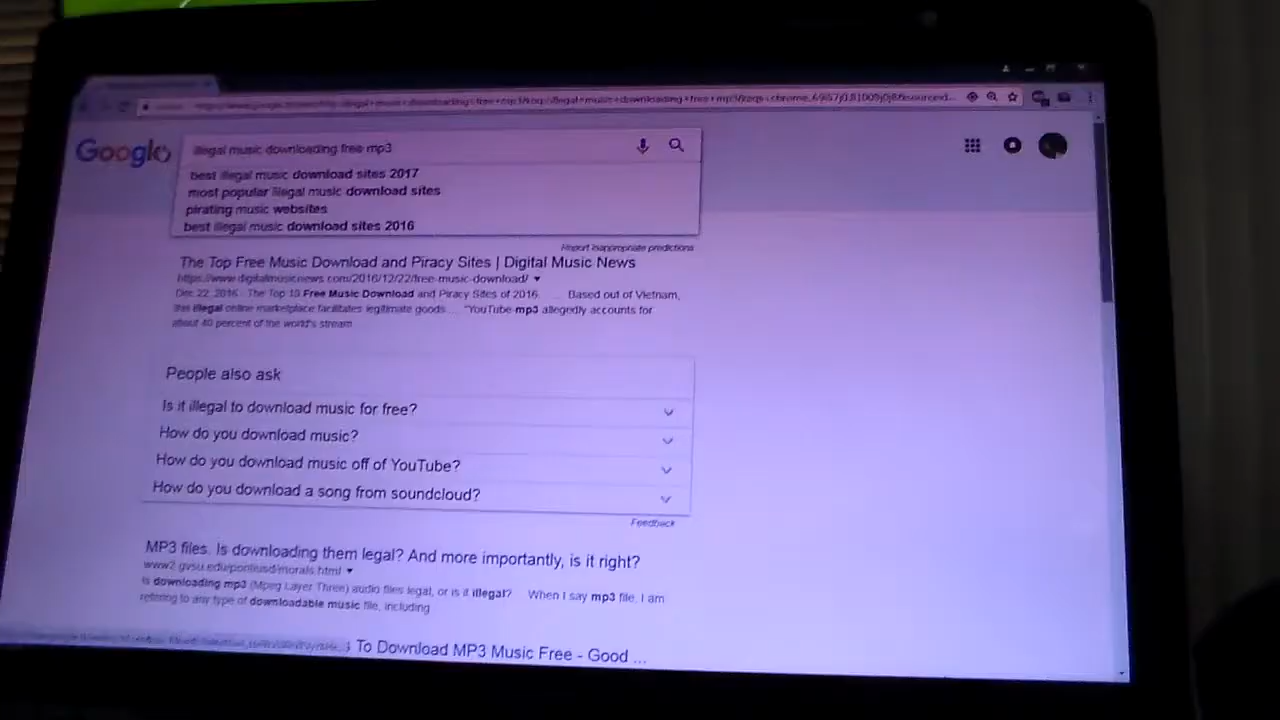 Google
illegal music downloading free mp3
best illegal music download sites 2017
most popular illegal music download sites
pirating music websites
best illegal music download sites 2016
Report inappropriate predictions
The Top Free Music Download and Piracy Sites | Digital Music News
https://www.digitalmusicnews.com/2016/12/22/free-music-download/
Dec 22, 2016 - The Top 10 Free Music Download and Piracy Sites of 2016. ... Based out of Vietnam,
this illegal online marketplace facilitates legitimate goods .... "YouTube-mp3 allegedly accounts for
about 40 percent of the world's stream
People also ask
Is it illegal to download music for free?
How do you download music?
How do you download music off of YouTube?
How do you download a song from soundcloud?
Feedback
MP3 files. Is downloading them legal? And more importantly, is it right?
Is downloading mp3 (Mpeg Layer Three) audio files legal, or is it illegal? When I say mp3 file, I am
referring to any type of downloadable music file, including
To Download MP3 Music Free - Good ...